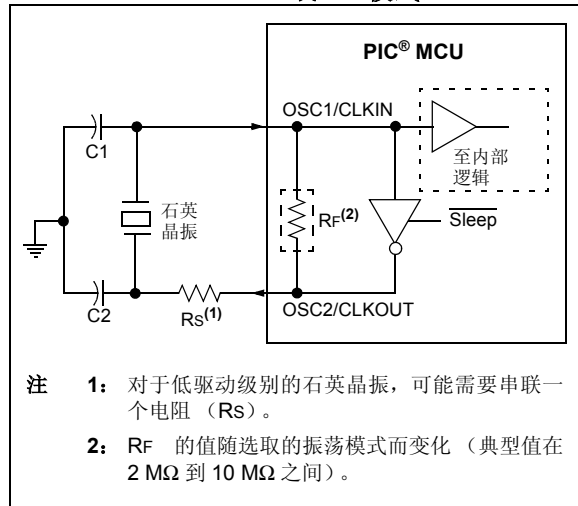 PIC® MCU
OSC1/CLKIN
C1
至内部
逻辑
石英
晶振
RF(2)
Sleep
C2
RS(1)
OSC2/CLKOUT
注 1: 对于低驱动级别的石英晶振，可能需要串联一
个电阻 （RS）。
2: RF 的值随选取的振荡模式而变化 （典型值在
2 MΩ 到 10 MΩ 之间）。